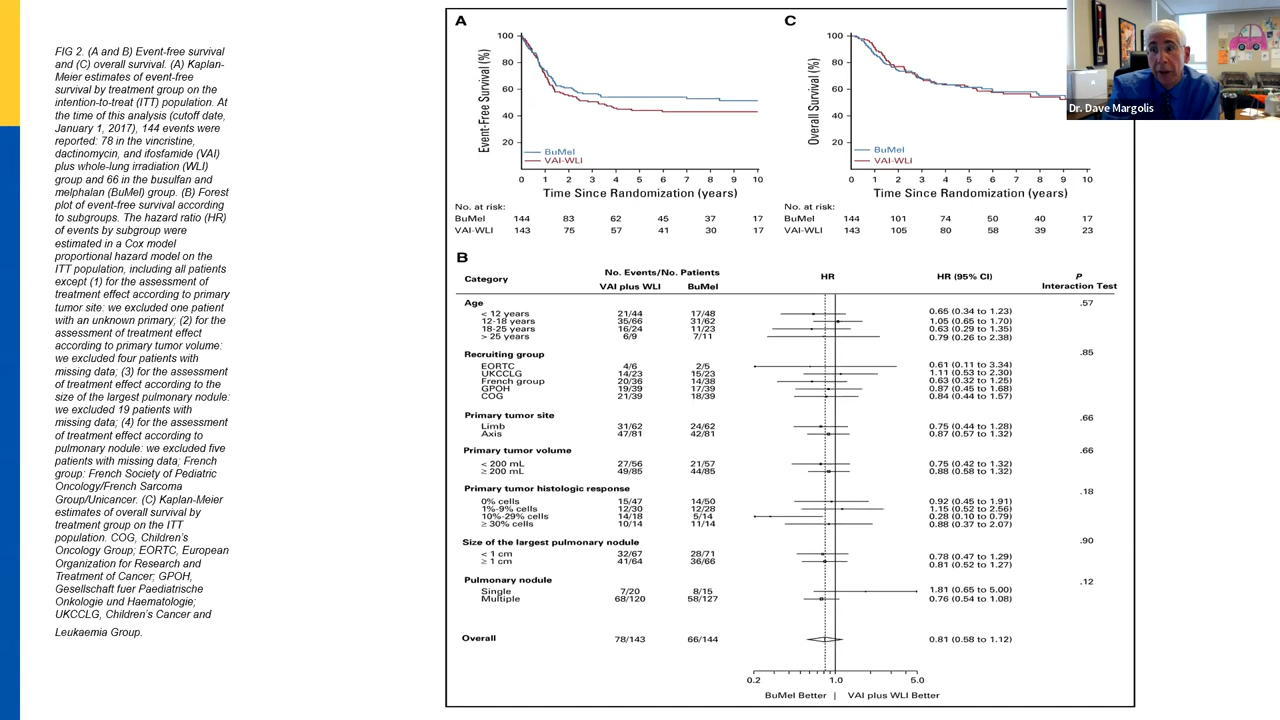 FIG 2. (A and B) Event-free survival
and (C) overall survival. (A) Kaplan-
Meier estimates of event-free
survival by treatment group on the
intention-to-treat (ITT) population. At
the time of this analysis (cutoff date,
January 1, 2017), 144 events were
reported: 78 in the vincristine,
dactinomycin, and ifosfamide (VAI)
plus whole-lung irradiation (WLI)
group and 66 in the busulfan and
melphalan (BuMel) group. (B) Forest
plot of event-free survival according
to subgroups. The hazard ratio (HR)
of events by subgroup were
estimated in a Cox model
proportional hazard model on the
ITT population, including all patients
except (1) for the assessment of
treatment effect according to primary
tumor site: we excluded one patient
with an unknown primary; (2) for the
assessment of treatment effect
according to primary tumor volume:
we excluded four patients with
missing data; (3) for the assessment
of treatment effect according to the
size of the largest pulmonary nodule:
we excluded 19 patients with
missing data; (4) for the assessment
of treatment effect according to
pulmonary nodule: we excluded five
patients with missing data; French
group: French Society of Pediatric
Oncology/French Sarcoma
Group/Unicancer. (C) Kaplan-Meier
estimates of overall survival by
treatment group on the ITT
population. COG, Children's
Oncology Group; EORTC, European
Organization for Research and
Treatment of Cancer; GPOH,
Gesellschaft fuer Paediatrische
Onkologie und Haematologie;
UKCCLG, Children's Cancer and
Leukaemia Group.
A
Event-Free Survival (%)
100
80
60
40
20
BuMel
VAI-WLI
0 1 2 3 4 5 6 7 8 9 10
Time Since Randomization (years)
No. at risk:
BuMel 144 83 62 45 37 17
VAI-WLI 143 75 57 41 30 17
C
Overall Survival (%)
100
80
60
40
20
BuMel
VAI-WLI
0 1 2 3 4 5 6 7 8 9 10
Time Since Randomization (years)
No. at risk:
BuMel 144 101 74 50 40 17
VAI-WLI 143 105 80 58 39 23
Dr. Dave Margolis
B
Category No. Events/No. Patients HR HR (95% CI) P
VAI plus WLI BuMel Interaction Test
Age .57
< 12 years 21/44 17/48 0.65 (0.34 to 1.23)
12-18 years 35/66 31/62 1.05 (0.65 to 1.70)
18-25 years 16/24 11/23 0.63 (0.29 to 1.35)
> 25 years 6/9 7/11 0.79 (0.26 to 2.38)
Recruiting group .85
EORTC 4/6 2/5 0.61 (0.11 to 3.34)
UKCCLG 14/23 15/23 1.11 (0.53 to 2.30)
French group 20/36 14/38 0.63 (0.32 to 1.25)
GPOH 19/39 17/39 0.87 (0.45 to 1.68)
COG 21/39 18/39 0.84 (0.44 to 1.57)
Primary tumor site .66
Limb 31/62 24/62 0.75 (0.44 to 1.28)
Axis 47/81 42/81 0.87 (0.57 to 1.32)
Primary tumor volume .66
< 200 mL 27/56 21/57 0.75 (0.42 to 1.32)
≥ 200 mL 49/85 44/85 0.88 (0.58 to 1.32)
Primary tumor histologic response .18
0% cells 15/47 14/50 0.92 (0.45 to 1.91)
1%-9% cells 12/30 12/28 1.15 (0.52 to 2.56)
10%-29% cells 14/18 5/14 0.28 (0.10 to 0.79)
≥ 30% cells 10/14 11/14 0.88 (0.37 to 2.07)
Size of the largest pulmonary nodule .90
< 1 cm 32/67 28/71 0.78 (0.47 to 1.29)
≥ 1 cm 41/64 36/66 0.81 (0.52 to 1.27)
Pulmonary nodule .12
Single 7/20 8/15 1.81 (0.65 to 5.00)
Multiple 68/120 58/127 0.76 (0.54 to 1.08)
Overall 78/143 66/144 0.81 (0.58 to 1.12)
0.2 1.0 5.0
BuMel Better | VAI plus WLI Better